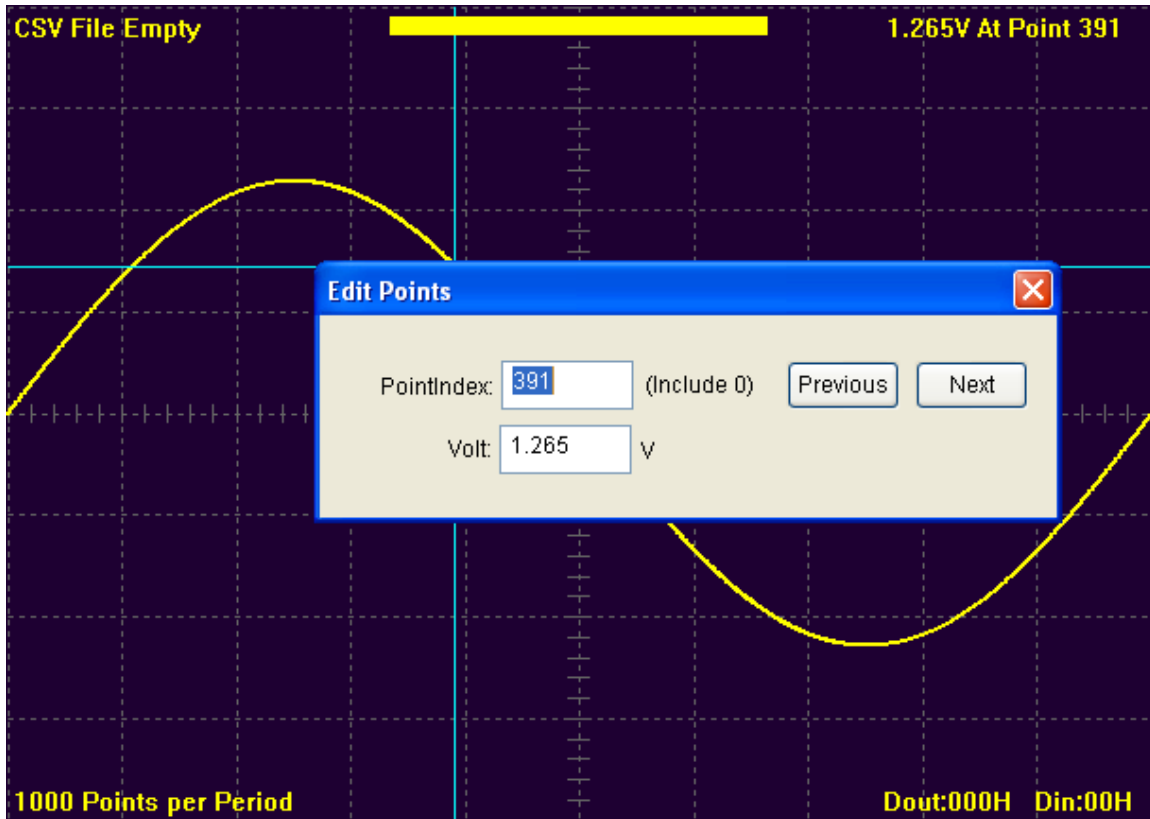 CSV File Empty
1.265V At Point 391
Edit Points
PointIndex: 391 (Include 0) Previous Next
Volt: 1.265 V
1000 Points per Period
Dout:000H Din:00H